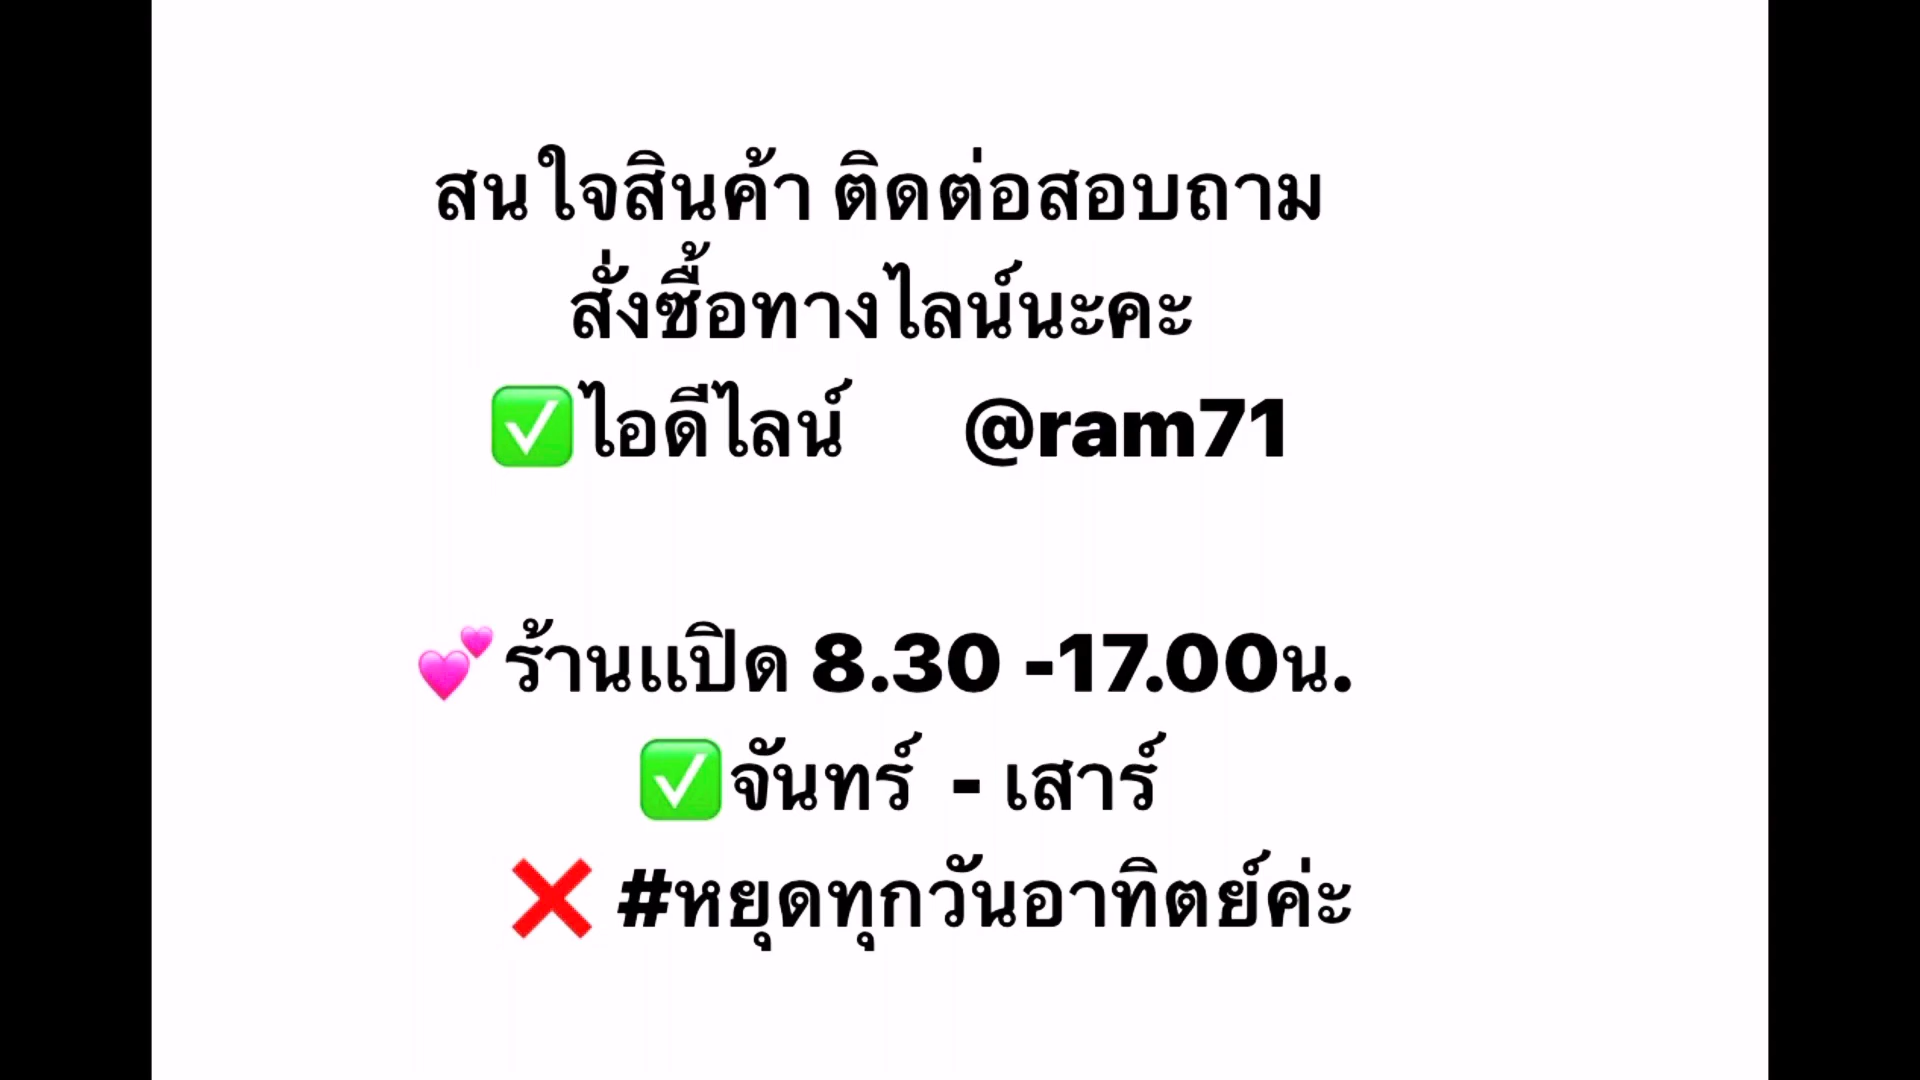 สนใจสินค้า ติดต่อสอบถาม
สั่งซื้อทางไลน์นะคะ
✅ไอดีไลน์ @ram71
💕ร้านเเปิด 8.30 -17.00น.
✅จันทร์ - เสาร์
❌ #หยุดทุกวันอาทิตย์ค่ะ